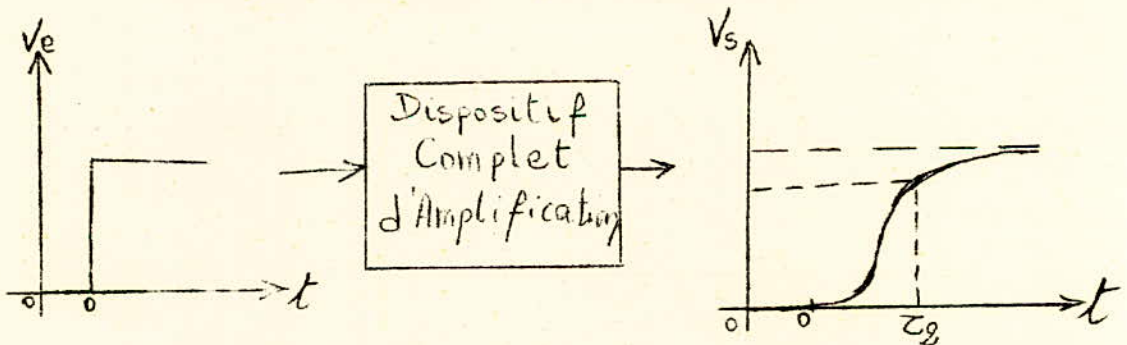 Ve
0 0 t
Dispositif
Complet
d'Amplification
Vs
0 0 τg t